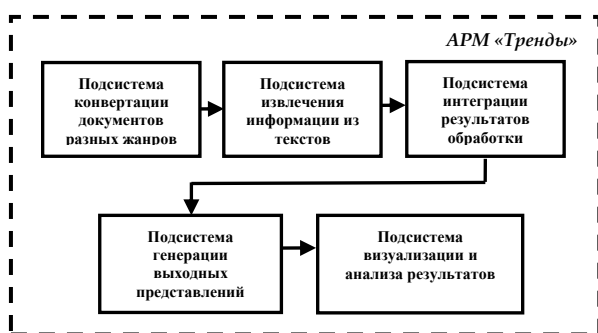 АРМ «Тренды»
Подсистема
конвертации
документов
разных жанров
Подсистема
извлечения
информации из
текстов
Подсистема
интеграции
результатов
обработки
Подсистема
генерации
выходных
представлений
Подсистема
визуализации и
анализа результатов